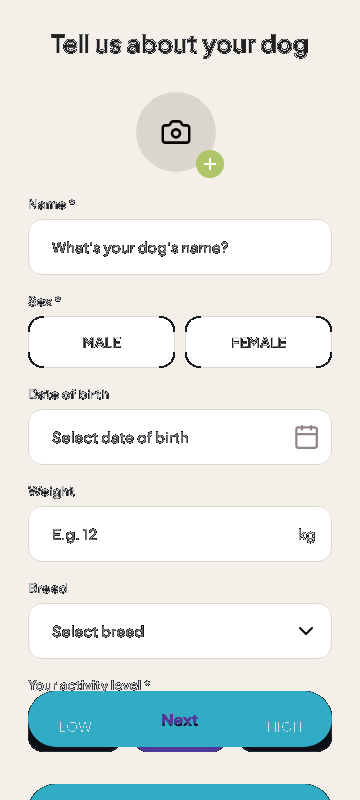 Tell us about your dog
Name *
What's your dog's name?
Sex *
MALE FEMALE
Date of birth
Select date of birth
Weight
E.g. 12 kg
Breed
Select breed
Your activity level *
LOW Next HIGH